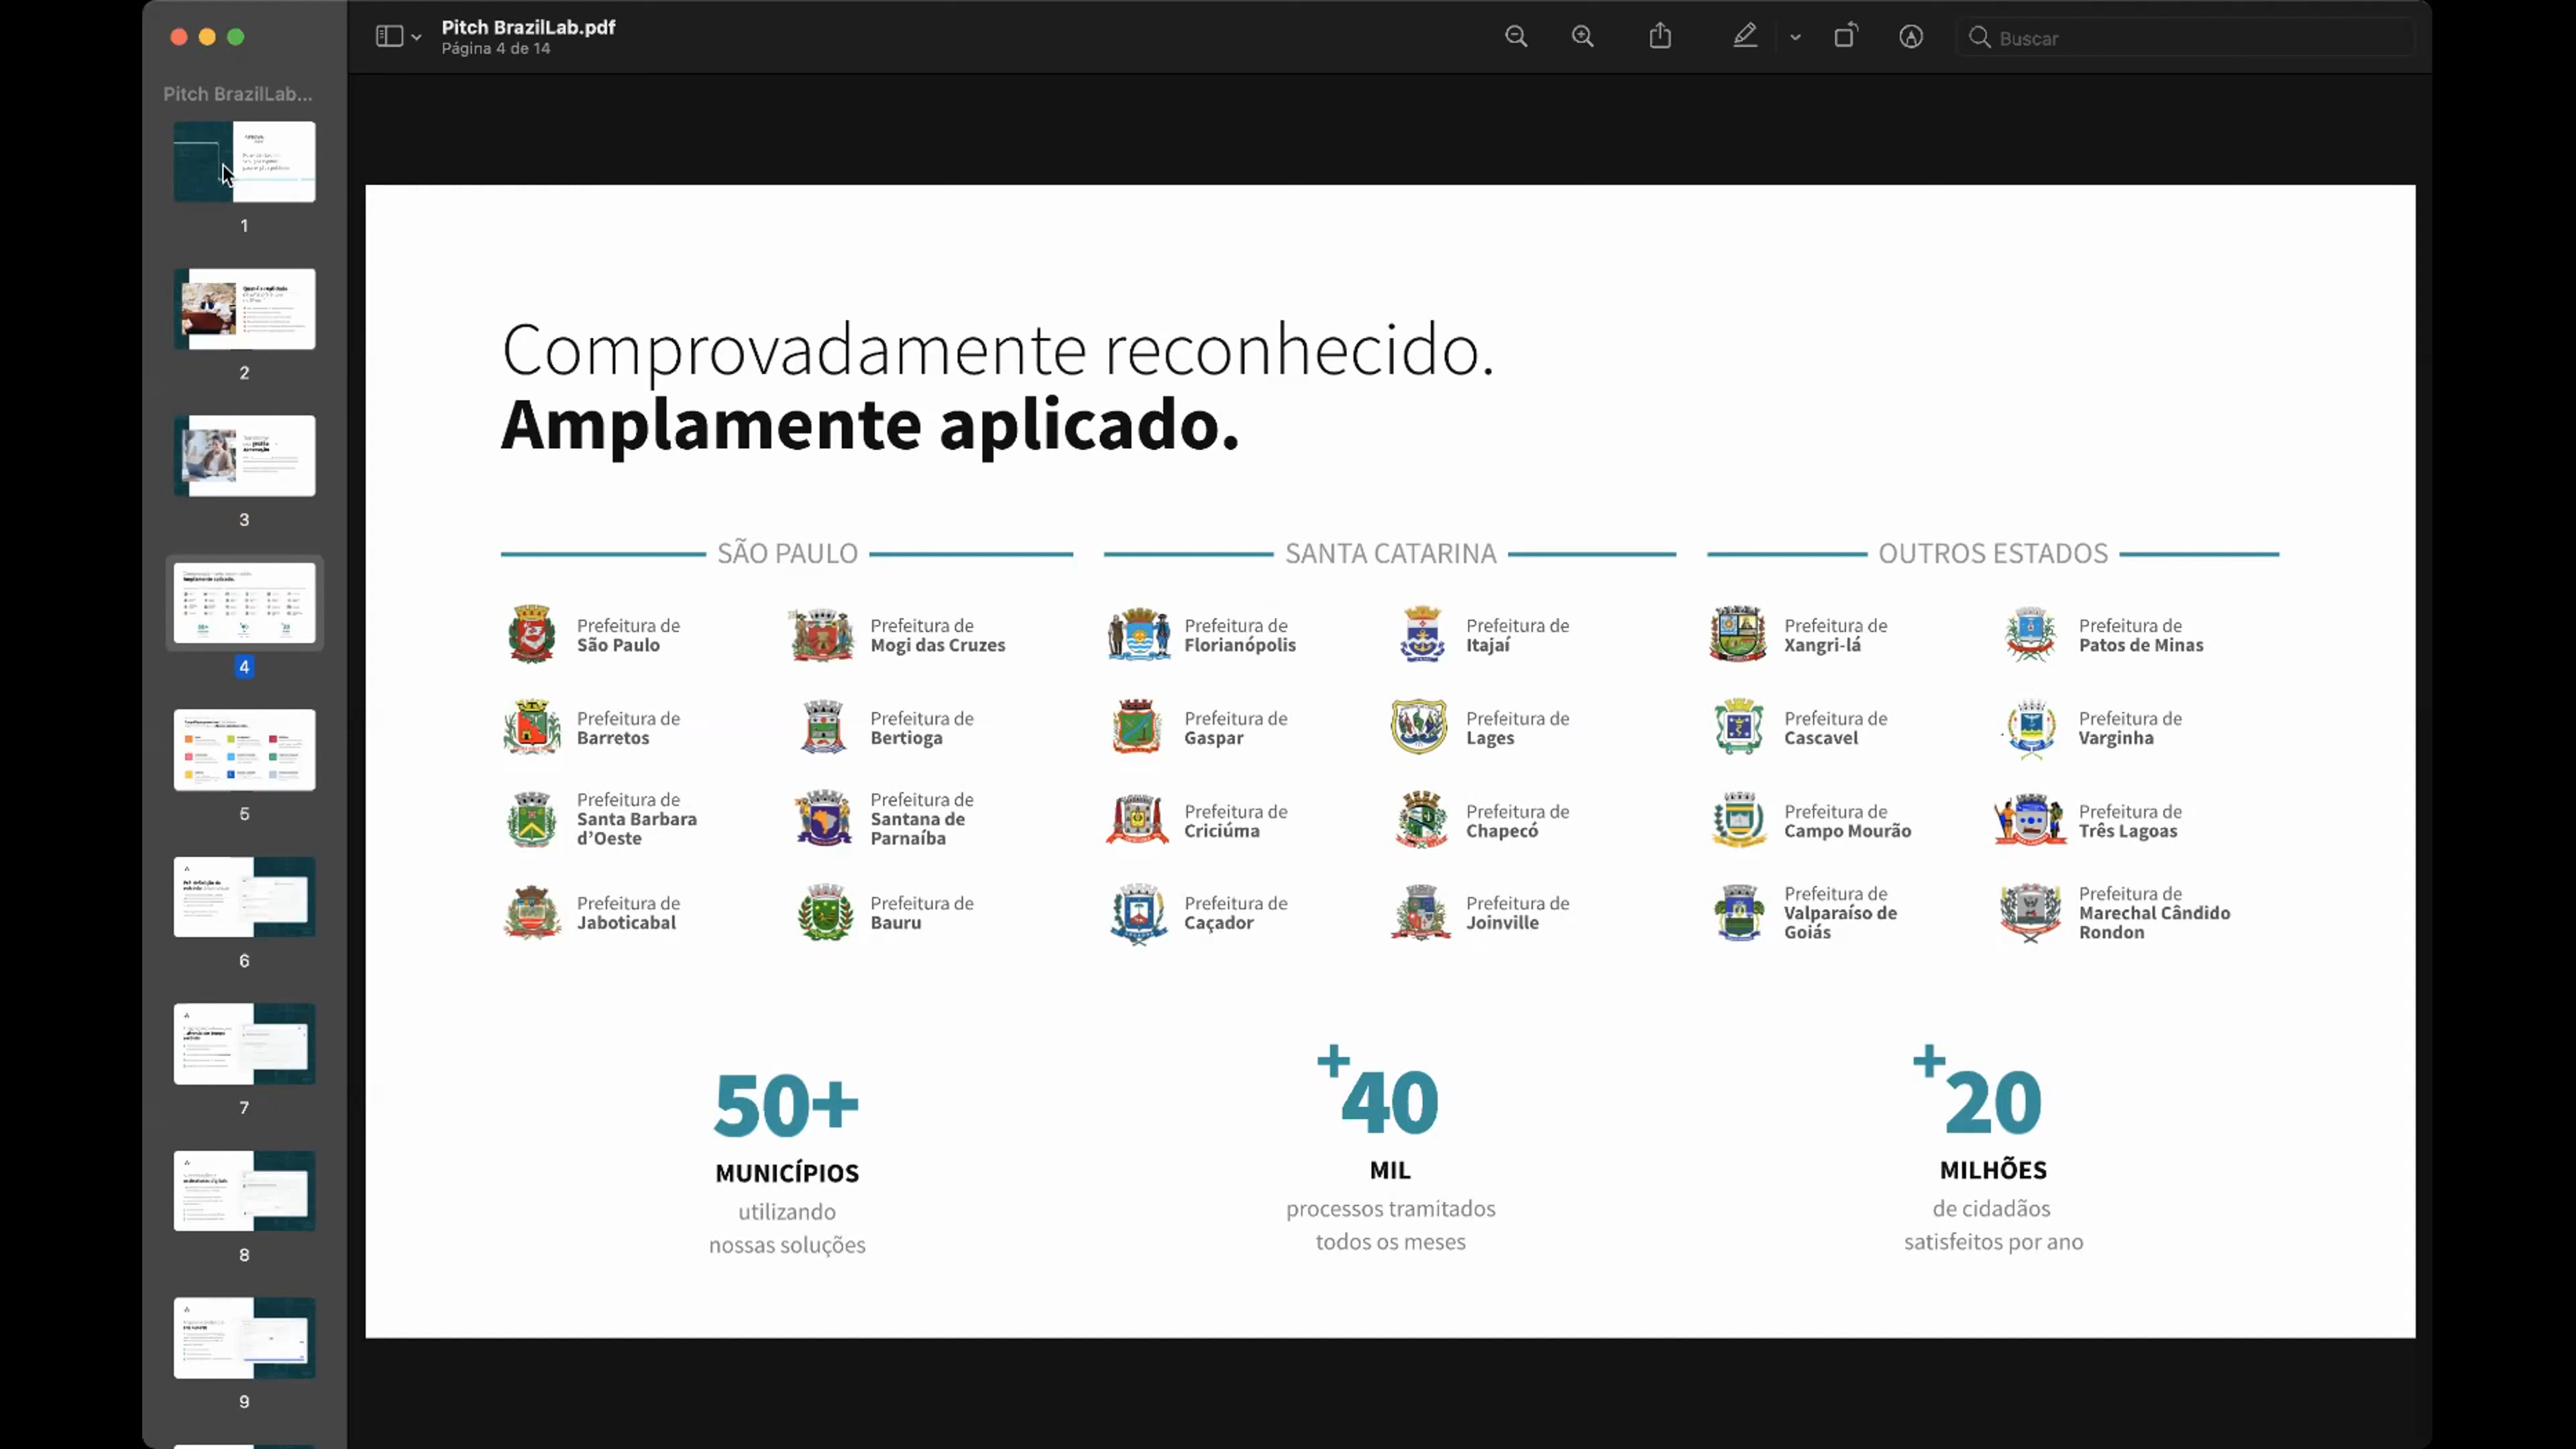 Pitch BrazilLab.pdf
Página 4 de 14
Buscar
Pitch BrazilLab...
1
2
3
4
5
6
7
8
9
Comprovadamente reconhecido.
Amplamente aplicado.
SÃO PAULO
Prefeitura de
São Paulo
Prefeitura de
Mogi das Cruzes
Prefeitura de
Barretos
Prefeitura de
Bertioga
Prefeitura de
Santa Barbara
d’Oeste
Prefeitura de
Santana de
Parnaíba
Prefeitura de
Jaboticabal
Prefeitura de
Bauru
SANTA CATARINA
Prefeitura de
Florianópolis
Prefeitura de
Itajaí
Prefeitura de
Gaspar
Prefeitura de
Lages
Prefeitura de
Criciúma
Prefeitura de
Chapecó
Prefeitura de
Caçador
Prefeitura de
Joinville
OUTROS ESTADOS
Prefeitura de
Xangri-lá
Prefeitura de
Patos de Minas
Prefeitura de
Cascavel
Prefeitura de
Varginha
Prefeitura de
Campo Mourão
Prefeitura de
Três Lagoas
Prefeitura de
Valparaíso de
Goiás
Prefeitura de
Marechal Cândido
Rondon
50+
MUNICÍPIOS
utilizando
nossas soluções
+40
MIL
processos tramitados
todos os meses
+20
MILHÕES
de cidadãos
satisfeitos por ano